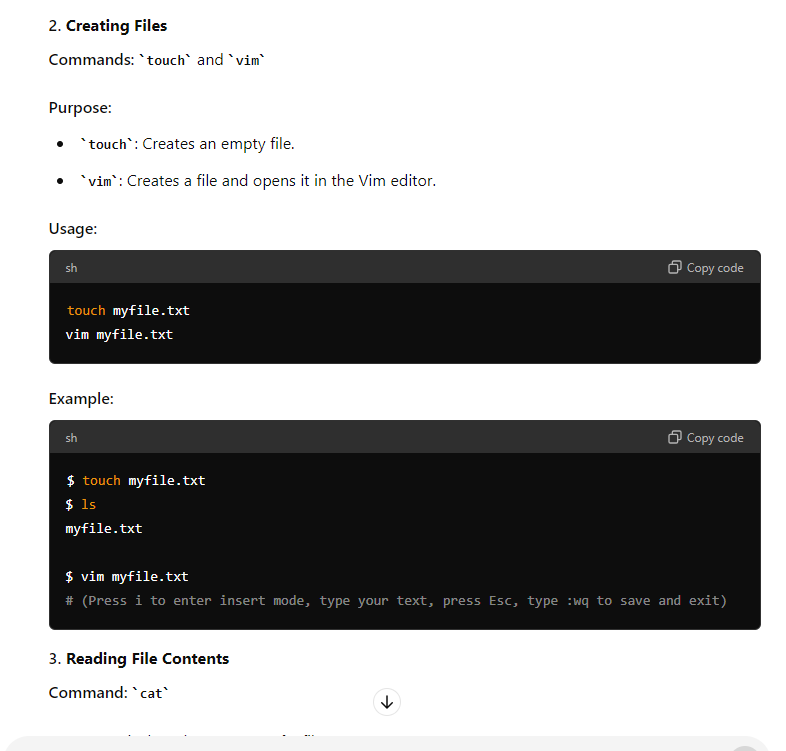 2. Creating Files
Commands: `touch` and `vim`
Purpose:
• `touch`: Creates an empty file.
• `vim`: Creates a file and opens it in the Vim editor.
Usage:
sh Copy code
touch myfile.txt
vim myfile.txt
Example:
sh Copy code
$ touch myfile.txt
$ ls
myfile.txt
$ vim myfile.txt
# (Press i to enter insert mode, type your text, press Esc, type :wq to save and exit)
3. Reading File Contents
Command: `cat`